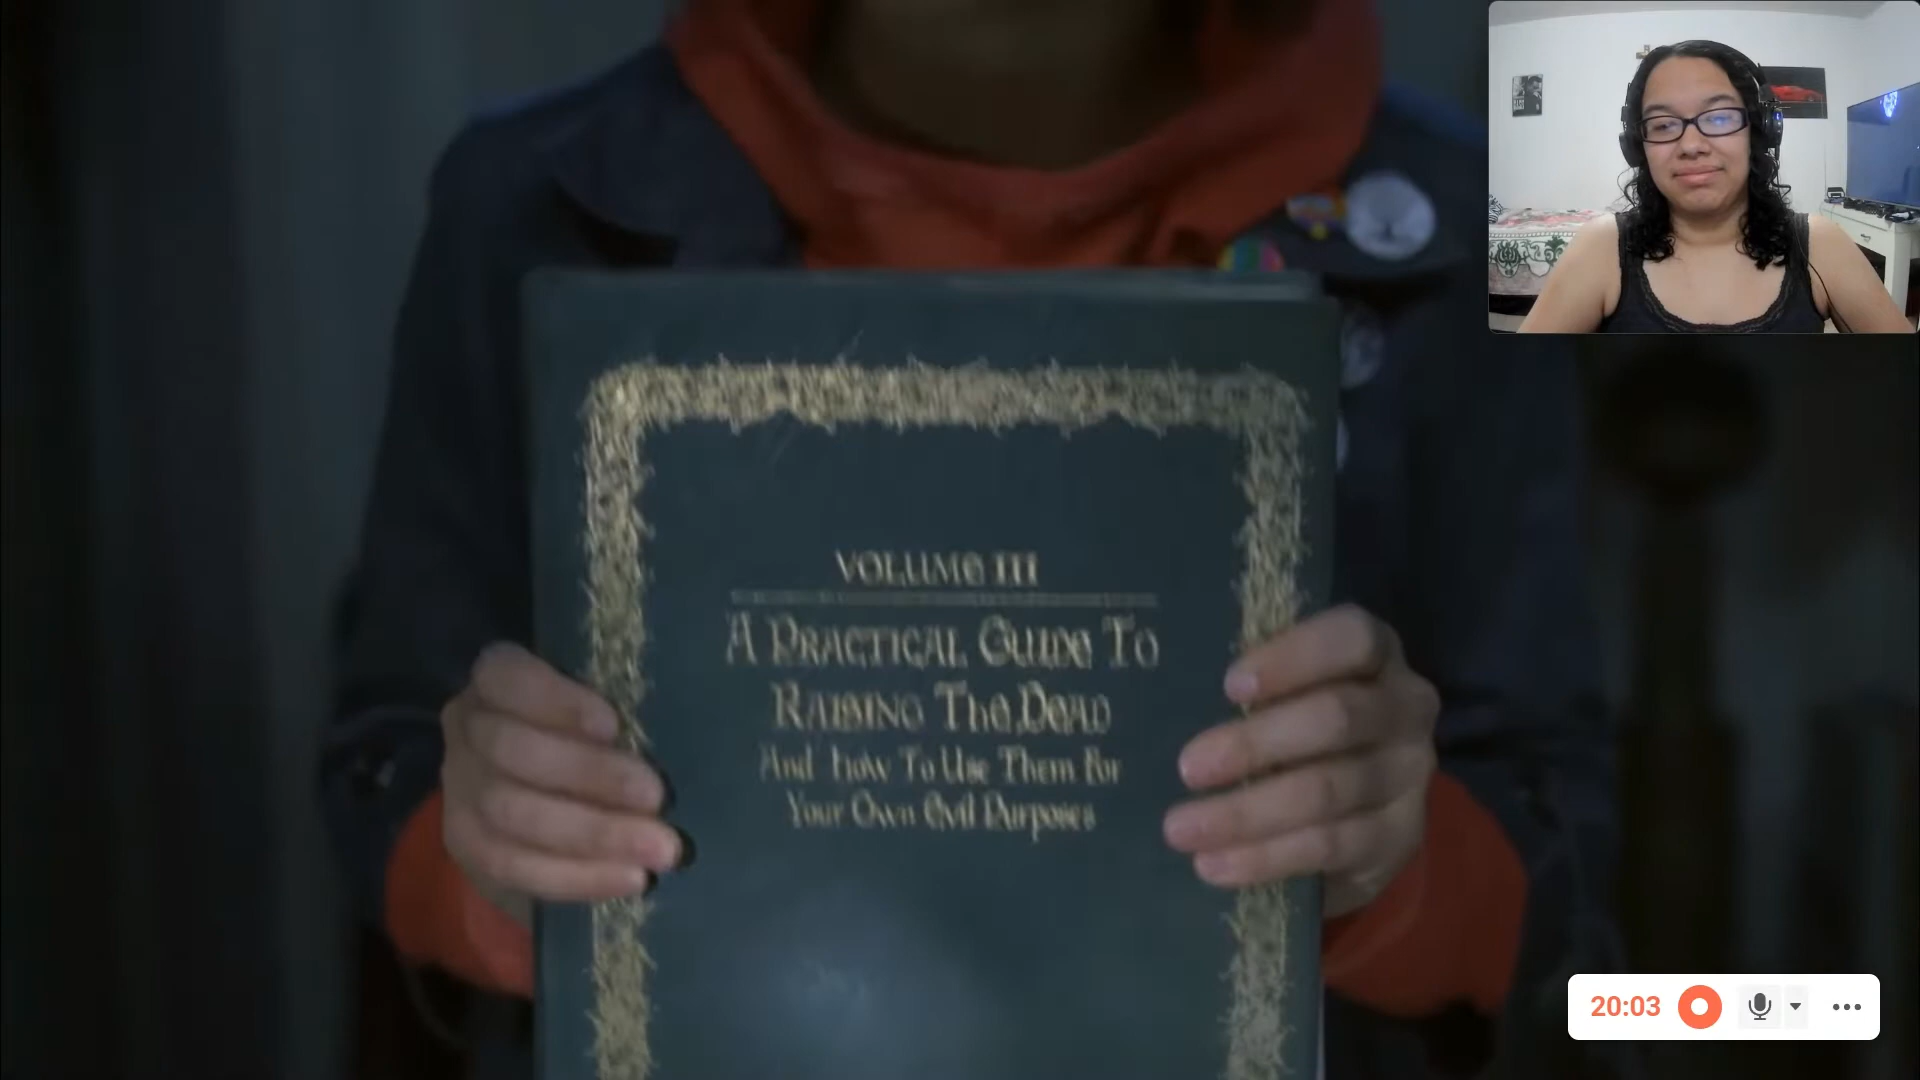 VOLUME III
A PRACTICAL GUIDE TO
RAISING THE DEAD
And How To Use Them For
Your Own Evil Purposes
20:03